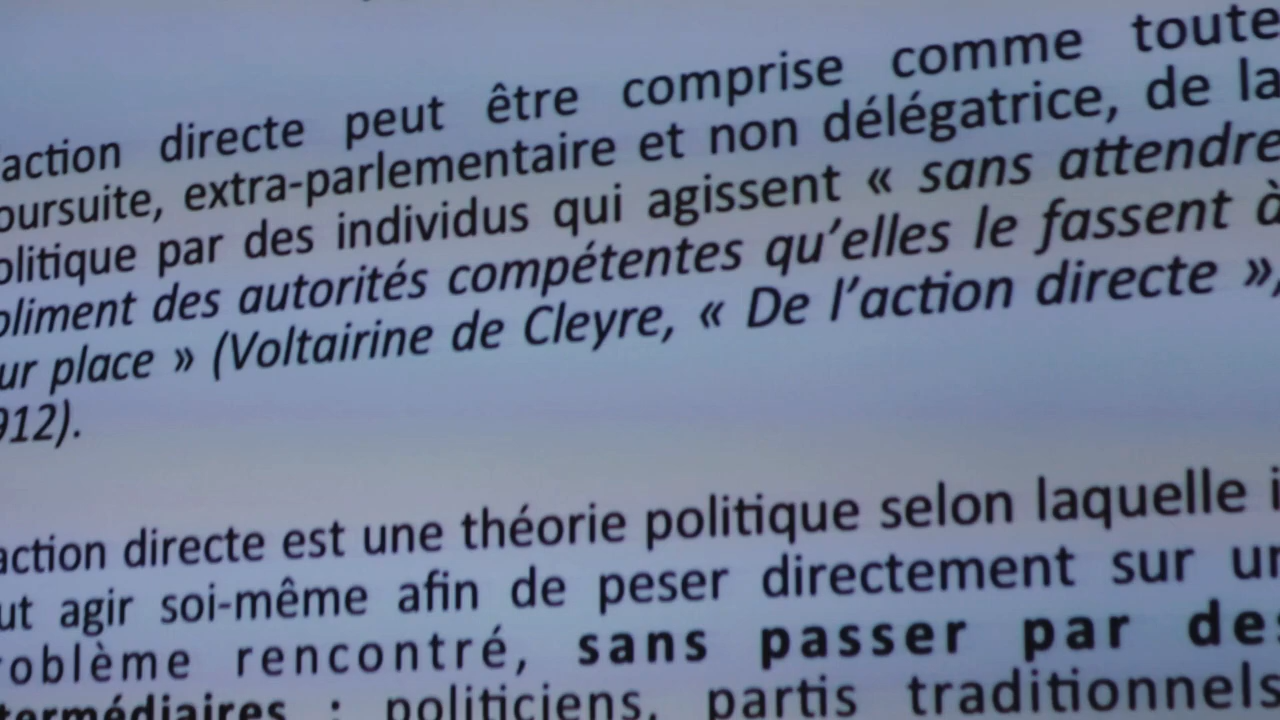 action directe peut être comprise comme toute
oursuite, extra-parlementaire et non délégatrice, de la
olitique par des individus qui agissent « sans attendre
oliment des autorités compétentes qu'elles le fassent à
ur place » (Voltairine de Cleyre, « De l'action directe »,
912).
action directe est une théorie politique selon laquelle i
ut agir soi-même afin de peser directement sur un
roblème rencontré, sans passer par des
termédiaires : politiciens, partis traditionnels